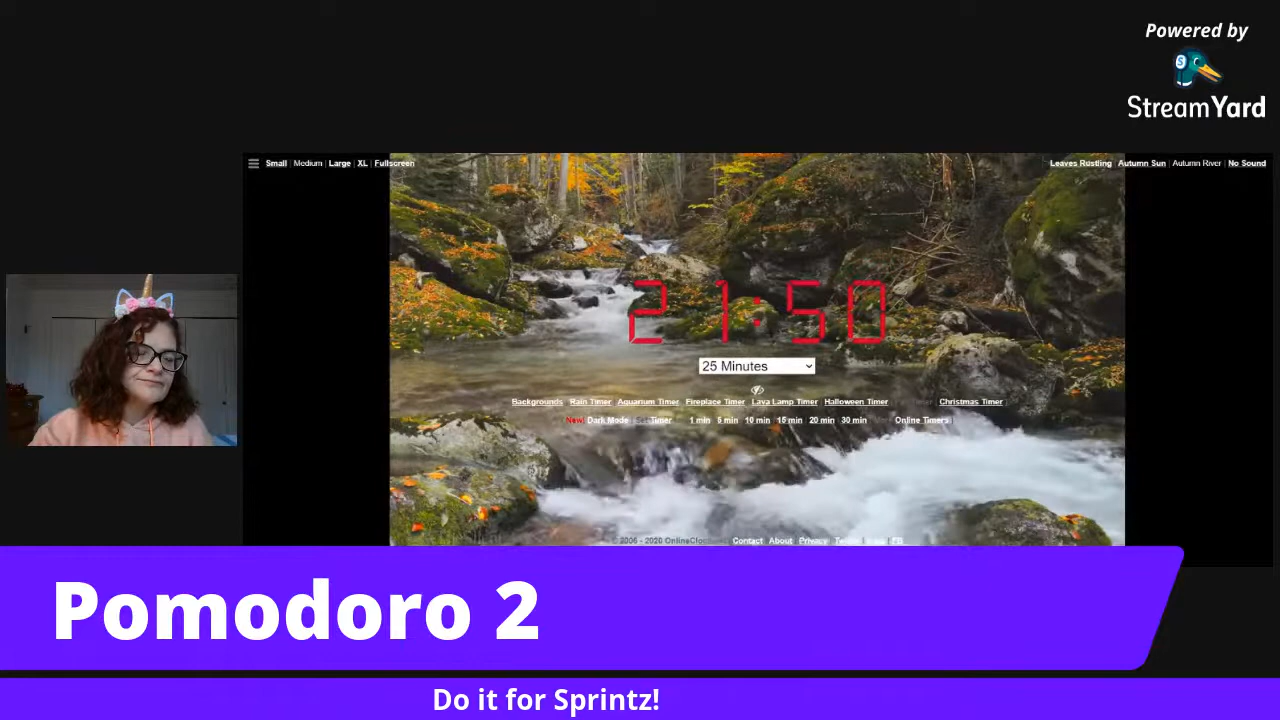 Powered by
StreamYard
Small | Medium | Large | XL | Fullscreen
Leaves Rustling | Autumn Sun | Autumn River | No Sound
21:50
25 Minutes
Backgrounds Rain Timer Aquarium Timer Fireplace Timer Lava Lamp Timer Halloween Timer Christmas Timer
New! Dark Mode Timer 1 min 5 min 10 min 15 min 20 min 30 min Online Timers
© 2006 - 2020 Contact About Privacy FB
Pomodoro 2
Do it for Sprintz!